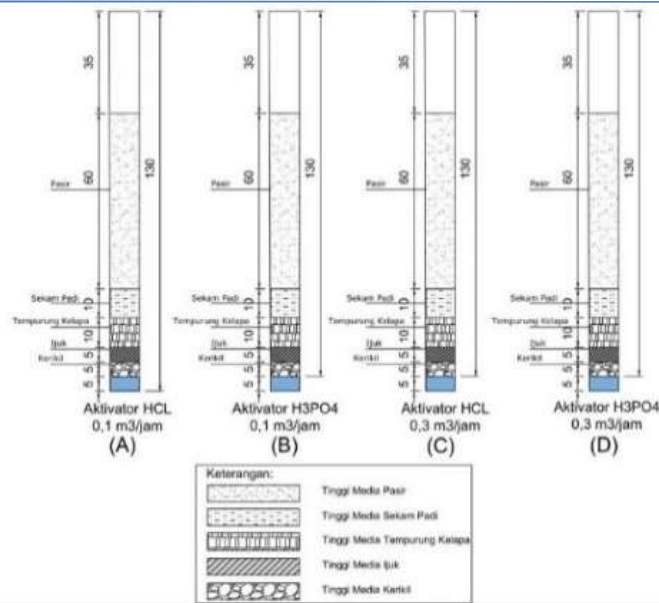 35
130
60
Pasir
Sekam Padi
10
Tempurung Kelapa
10
Ijuk
5
Kerikil
5
5
Aktivator HCL
0,1 m3/jam
(A)
35
130
60
Pasir
Sekam Padi
10
Tempurung Kelapa
10
Ijuk
5
Kerikil
5
5
Aktivator H3PO4
0,1 m3/jam
(B)
35
130
60
Pasir
Sekam Padi
10
Tempurung Kelapa
10
Ijuk
5
Kerikil
5
5
Aktivator HCL
0,3 m3/jam
(C)
35
130
60
Pasir
Sekam Padi
10
Tempurung Kelapa
10
Ijuk
5
Kerikil
5
5
Aktivator H3PO4
0,3 m3/jam
(D)
Keterangan:
Tinggi Media Pasir
Tinggi Media Sekam Padi
Tinggi Media Tempurung Kelapa
Tinggi Media Ijuk
Tinggi Media Kerikil